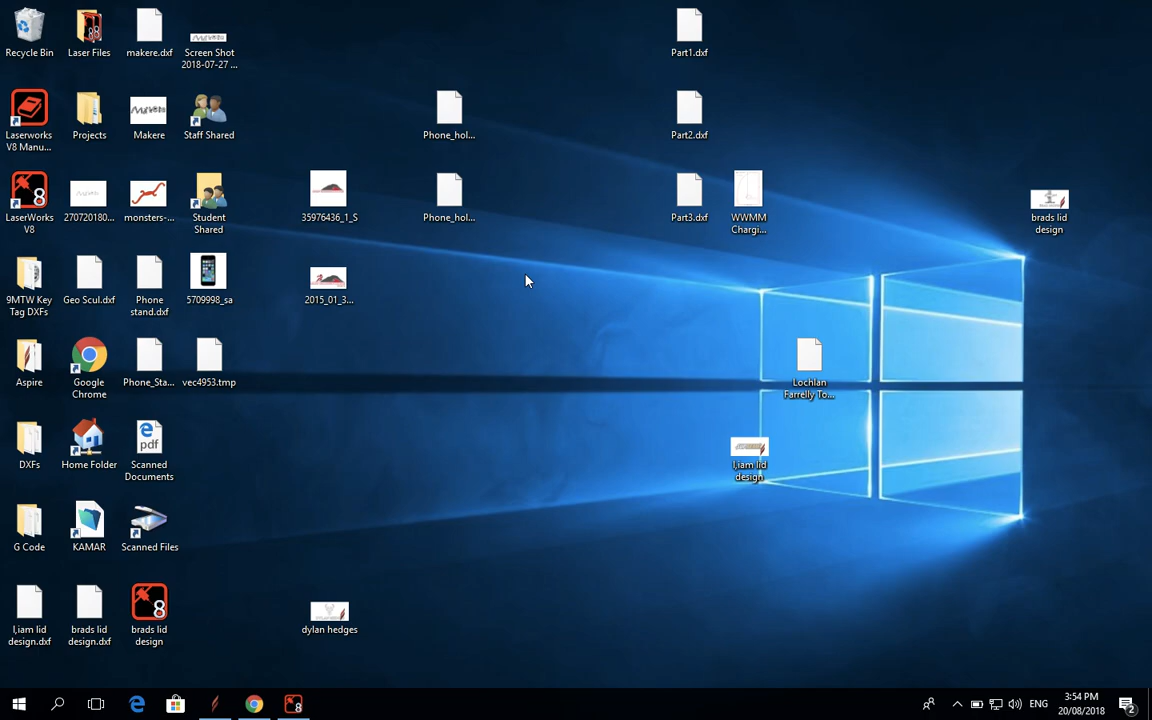 Recycle Bin
Laser Files
makere.dxf
Screen Shot
2018-07-27 ...
Part1.dxf
Laserworks
V8 Manu...
Projects
Makere
Staff Shared
Phone_hol...
Part2.dxf
LaserWorks
V8
270720180...
monsters-...
Student
Shared
35976436_1_S
Phone_hol...
Part3.dxf
WWMM
Chargi...
brads lid
design
9MTW Key
Tag DXFs
Geo Scul.dxf
Phone
stand.dxf
5709998_sa
2015_01_3...
Aspire
Google
Chrome
Phone_Sta...
vec4953.tmp
Lochlan
Farrelly To...
DXFs
Home Folder
pdf
Scanned
Documents
l,iam lid
design
G Code
KAMAR
Scanned Files
l,iam lid
design.dxf
brads lid
design.dxf
8
brads lid
design
dylan hedges
ENG
3:54 PM
20/08/2018
2